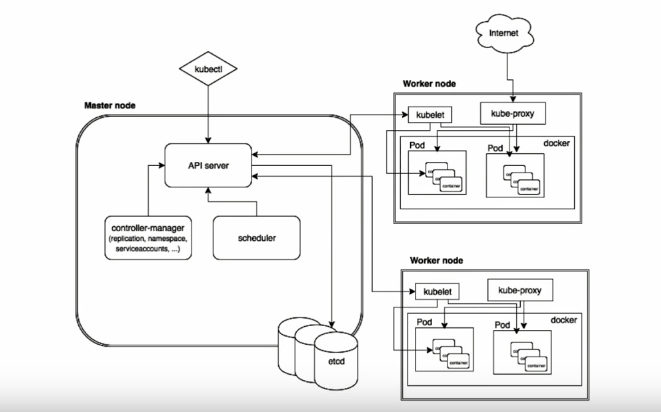 Internet
kubectl
Worker node
Master node
kubelet
kube-proxy
docker
Pod
Pod
container
container
API server
controller-manager
(replication, namespace,
serviceaccounts, ...)
scheduler
Worker node
kubelet
kube-proxy
docker
Pod
Pod
container
container
etcd